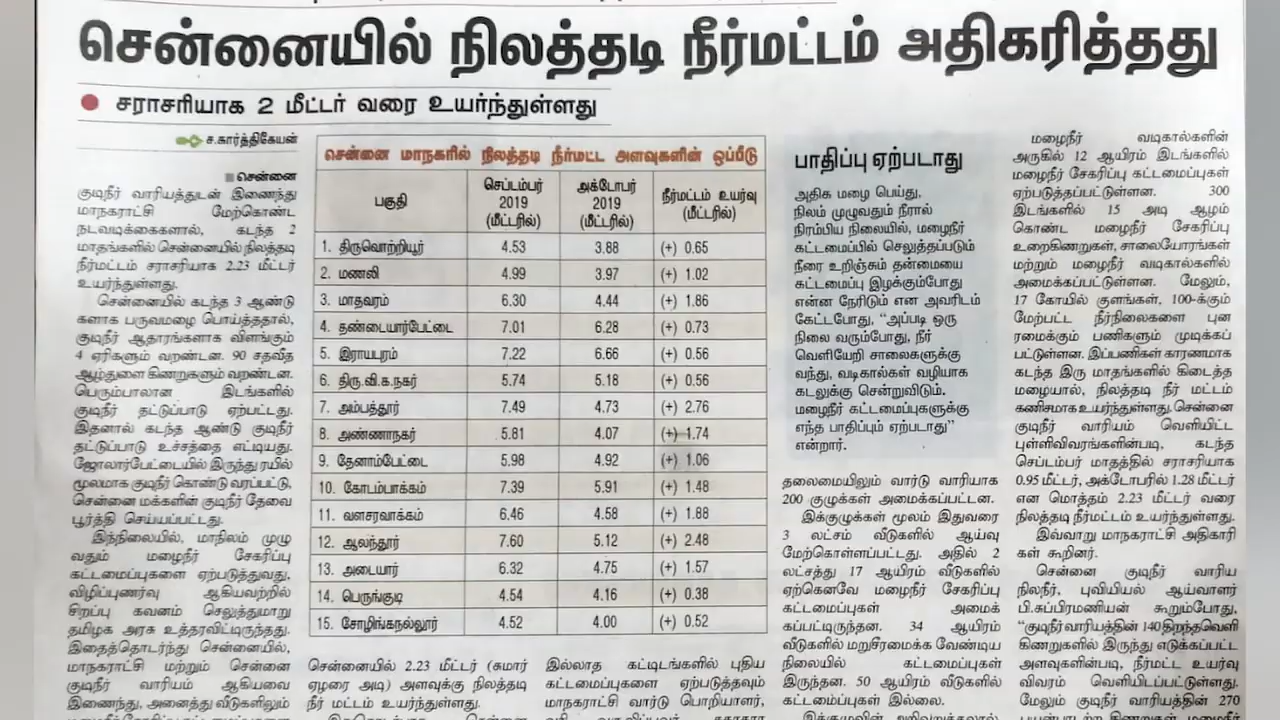 சென்னையில் நிலத்தடி நீர்மட்டம் அதிகரித்தது
● சராசரியாக 2 மீட்டர் வரை உயர்ந்துள்ளது
ச.கார்த்திகேயன்
■ சென்னை
குடிநீர் வாரியத்துடன் இணைந்து
மாநகராட்சி மேற்கொண்ட
நடவடிக்கைகளால், கடந்த 2
மாதங்களில் சென்னையில் நிலத்தடி
நீர்மட்டம் சராசரியாக 2.23 மீட்டர்
உயர்ந்துள்ளது.
சென்னையில் கடந்த 3 ஆண்டு
களாக பருவமழை பொய்த்ததால்,
குடிநீர் ஆதாரங்களாக விளங்கும்
4 ஏரிகளும் வறண்டன. 90 சதவீத
ஆழ்துளை கிணறுகளும் வறண்டன.
பெரும்பாலான இடங்களில்
குடிநீர் தட்டுப்பாடு ஏற்பட்டது.
இதனால் கடந்த ஆண்டு குடிநீர்
தட்டுப்பாடு உச்சத்தை எட்டியது.
ஜோலார்பேட்டையில் இருந்து ரயில்
மூலமாக குடிநீர் கொண்டு வரப்பட்டு,
சென்னை மக்களின் குடிநீர் தேவை
பூர்த்தி செய்யப்பட்டது.
இந்நிலையில், மாநிலம் முழு
வதும் மழைநீர் சேகரிப்பு
கட்டமைப்புகளை ஏற்படுத்துவது,
விழிப்புணர்வு ஆகியவற்றில்
சிறப்பு கவனம் செலுத்துமாறு
தமிழக அரசு உத்தரவிட்டிருந்தது.
இதைத்தொடர்ந்து சென்னையில்,
மாநகராட்சி மற்றும் சென்னை
குடிநீர் வாரியம் ஆகியவை
இணைந்து, அனைத்து வீடுகளிலும்
சென்னை மாநகரில் நிலத்தடி நீர்மட்ட அளவுகளின் ஒப்பீடு
பகுதி செப்டம்பர் 2019 (மீட்டரில்) அக்டோபர் 2019 (மீட்டரில்) நீர்மட்டம் உயர்வு (மீட்டரில்)
1. திருவொற்றியூர் 4.53 3.88 (+) 0.65
2. மணலி 4.99 3.97 (+) 1.02
3. மாதவரம் 6.30 4.44 (+) 1.86
4. தண்டையார்பேட்டை 7.01 6.28 (+) 0.73
5. இராயபுரம் 7.22 6.66 (+) 0.56
6. திரு.வி.க.நகர் 5.74 5.18 (+) 0.56
7. அம்பத்தூர் 7.49 4.73 (+) 2.76
8. அண்ணாநகர் 5.81 4.07 (+) 1.74
9. தேனாம்பேட்டை 5.98 4.92 (+) 1.06
10. கோடம்பாக்கம் 7.39 5.91 (+) 1.48
11. வளசரவாக்கம் 6.46 4.58 (+) 1.88
12. ஆலந்தூர் 7.60 5.12 (+) 2.48
13. அடையார் 6.32 4.75 (+) 1.57
14. பெருங்குடி 4.54 4.16 (+) 0.38
15. சோழிங்கநல்லூர் 4.52 4.00 (+) 0.52
சென்னையில் 2.23 மீட்டர் (சுமார்
ஏழரை அடி) அளவுக்கு நிலத்தடி
நீர் மட்டம் உயர்ந்துள்ளது.
இல்லாத கட்டிடங்களில் புதிய
கட்டமைப்புகளை ஏற்படுத்தவும்
மாநகராட்சி வார்டு பொறியாளர்,
பாதிப்பு ஏற்படாது
அதிக மழை பெய்து,
நிலம் முழுவதும் நீரால்
நிரம்பிய நிலையில், மழைநீர்
கட்டமைப்பில் செலுத்தப்படும்
நீரை உறிஞ்சும் தன்மையை
கட்டமைப்பு இழக்கும்போது
என்ன நேரிடும் என அவரிடம்
கேட்டபோது, "அப்படி ஒரு
நிலை வரும்போது, நீர்
வெளியேறி சாலைகளுக்கு
வந்து, வடிகால்கள் வழியாக
கடலுக்கு சென்றுவிடும்.
மழைநீர் கட்டமைப்புகளுக்கு
எந்த பாதிப்பும் ஏற்படாது"
என்றார்.
தலைமையிலும் வார்டு வாரியாக
200 குழுக்கள் அமைக்கப்பட்டன.
இக்குழுக்கள் மூலம் இதுவரை
3 லட்சம் வீடுகளில் ஆய்வு
மேற்கொள்ளப்பட்டது. அதில் 2
லட்சத்து 17 ஆயிரம் வீடுகளில்
ஏற்கெனவே மழைநீர் சேகரிப்பு
கட்டமைப்புகள் அமைக்
கப்பட்டிருந்தன. 34 ஆயிரம்
வீடுகளில் மறுசீரமைக்க வேண்டிய
நிலையில் கட்டமைப்புகள்
இருந்தன. 50 ஆயிரம் வீடுகளில்
கட்டமைப்புகள் இல்லை.
மழைநீர் வடிகால்களின்
அருகில் 12 ஆயிரம் இடங்களில்
மழைநீர் சேகரிப்பு கட்டமைப்புகள்
ஏற்படுத்தப்பட்டுள்ளன. 300
இடங்களில் 15 அடி ஆழம்
கொண்ட மழைநீர் சேகரிப்பு
உறைகிணறுகள், சாலையோரங்கள்
மற்றும் மழைநீர் வடிகால்களில்
அமைக்கப்பட்டுள்ளன. மேலும்,
17 கோயில் குளங்கள், 100-க்கும்
மேற்பட்ட நீர்நிலைகளை புன
ரமைக்கும் பணிகளும் முடிக்கப்
பட்டுள்ளன. இப்பணிகள் காரணமாக
கடந்த இரு மாதங்களில் கிடைத்த
மழையால், நிலத்தடி நீர் மட்டம்
கணிசமாக உயர்ந்துள்ளது. சென்னை
குடிநீர் வாரியம் வெளியிட்ட
புள்ளிவிவரங்களின்படி, கடந்த
செப்டம்பர் மாதத்தில் சராசரியாக
0.95 மீட்டர், அக்டோபரில் 1.28 மீட்டர்
என மொத்தம் 2.23 மீட்டர் வரை
நிலத்தடி நீர்மட்டம் உயர்ந்துள்ளது.
இவ்வாறு மாநகராட்சி அதிகாரி
கள் கூறினர்.
சென்னை குடிநீர் வாரிய
நிலநீர், புவியியல் ஆய்வாளர்
பி.சுப்பிரமணியன் கூறும்போது,
"குடிநீர் வாரியத்தின் 140 திறந்தவெளி
கிணறுகளில் இருந்து எடுக்கப்பட்ட
அளவுகளின்படி, நீர்மட்ட உயர்வு
விவரம் வெளியிடப்பட்டுள்ளது.
மேலும் குடிநீர் வாரியத்தின் 270